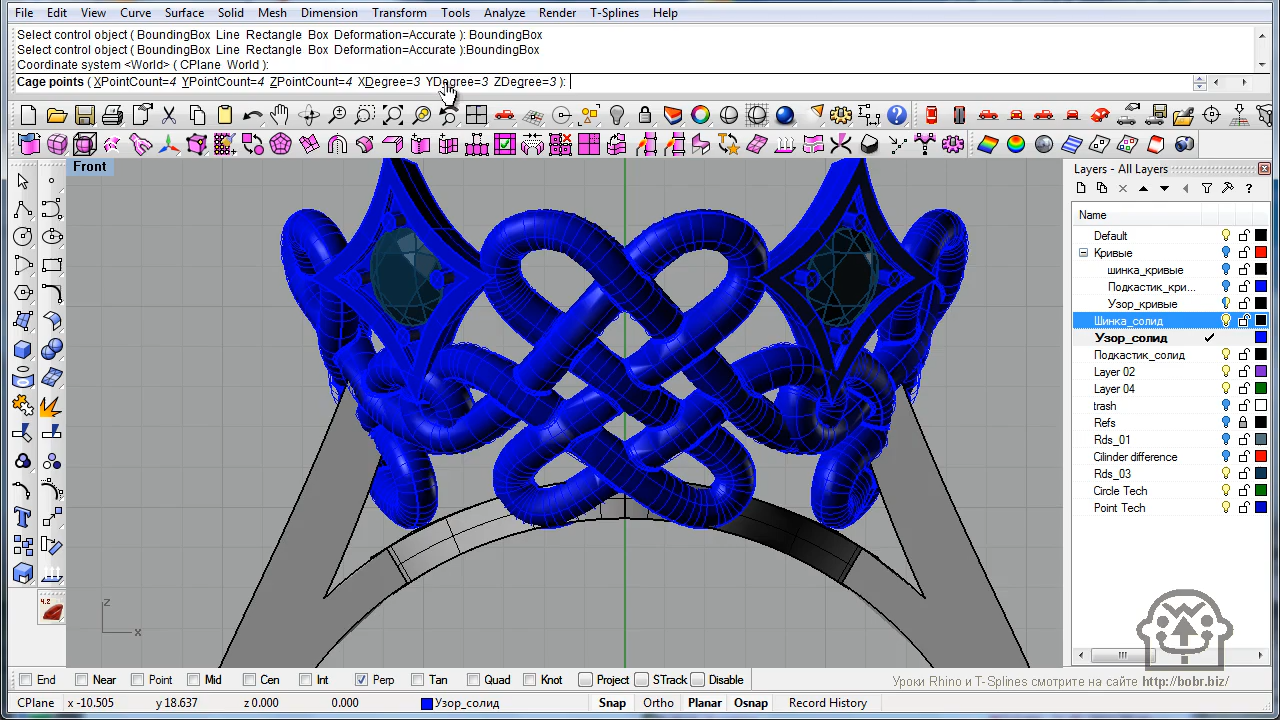 File Edit View Curve Surface Solid Mesh Dimension Transform Tools Analyze Render T-Splines Help
Select control object ( BoundingBox Line Rectangle Box Deformation=Accurate ): BoundingBox
Select control object ( BoundingBox Line Rectangle Box Deformation=Accurate ):BoundingBox
Coordinate system <World> ( CPlane World ):
Cage points ( XPointCount=4 YPointCount=4 ZPointCount=4 XDegree=3 YDegree=3 ZDegree=3 ):
Front
Layers - All Layers
Name
Default
Кривые
шинка_кривые
Подкастик_кри...
Узор_кривые
Шинка_солид
Узор_солид
Подкастик_солид
Layer 02
Layer 04
trash
Refs
Rds_01
Cilinder difference
Rds_03
Circle Tech
Point Tech
z
x
4.2
End Near Point Mid Cen Int Perp Tan Quad Knot Project STrack Disable
Уроки Rhino и T-Splines смотрите на сайте http://bobr.biz/
CPlane x -10.505 y 18.637 z 0.000 0.000 Узор_солид Snap Ortho Planar Osnap Record History